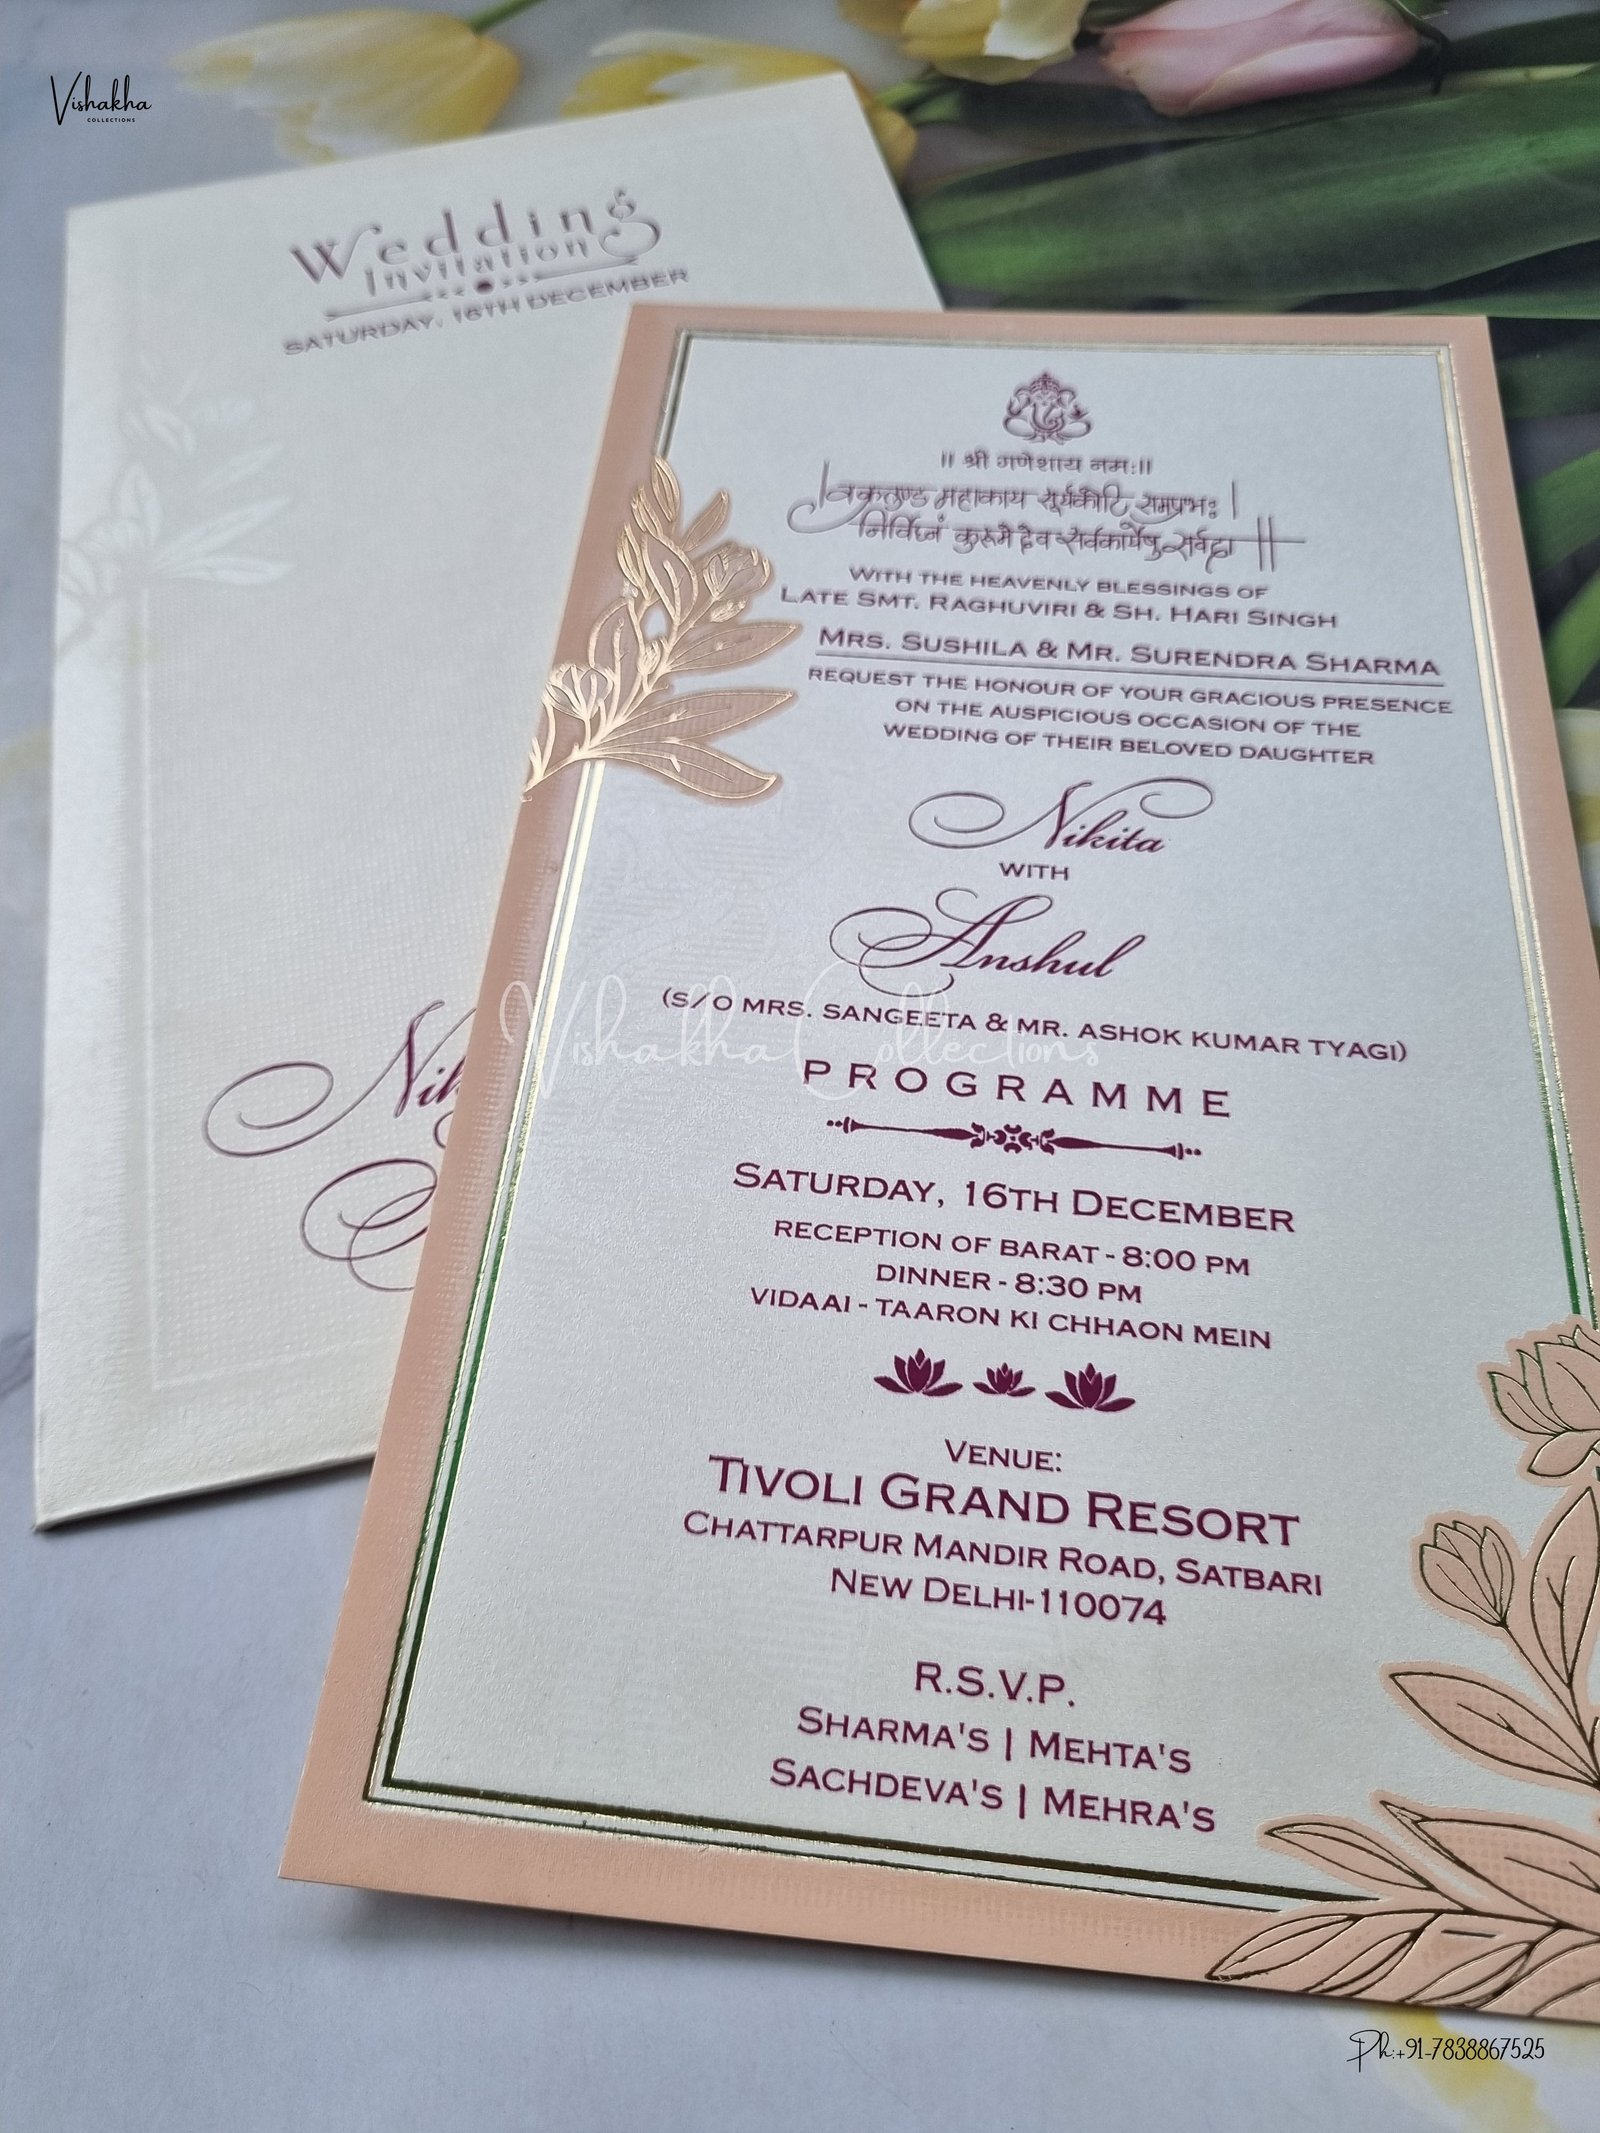 Vishakha
COLLECTIONS
Wedding
Invitation
SATURDAY, 16TH DECEMBER
|| श्री गणेशाय नमः||
वक्रतुण्ड महाकाय सूर्यकोटि समप्रभः |
निर्विघ्नं कुरूमे देव सर्वकार्येषु सर्वदा ||
WITH THE HEAVENLY BLESSINGS OF
LATE SMT. RAGHUVIRI & SH. HARI SINGH
MRS. SUSHILA & MR. SURENDRA SHARMA
REQUEST THE HONOUR OF YOUR GRACIOUS PRESENCE
ON THE AUSPICIOUS OCCASION OF THE
WEDDING OF THEIR BELOVED DAUGHTER
Nikita
WITH
Anshul
(S/O MRS. SANGEETA & MR. ASHOK KUMAR TYAGI)
Vishakha Collections
PROGRAMME
SATURDAY, 16TH DECEMBER
RECEPTION OF BARAT - 8:00 PM
DINNER - 8:30 PM
VIDAAI - TAARON KI CHHAON MEIN
VENUE:
TIVOLI GRAND RESORT
CHATTARPUR MANDIR ROAD, SATBARI
NEW DELHI-110074
R.S.V.P.
SHARMA'S | MEHTA'S
SACHDEVA'S | MEHRA'S
Ph:+91-7838867525